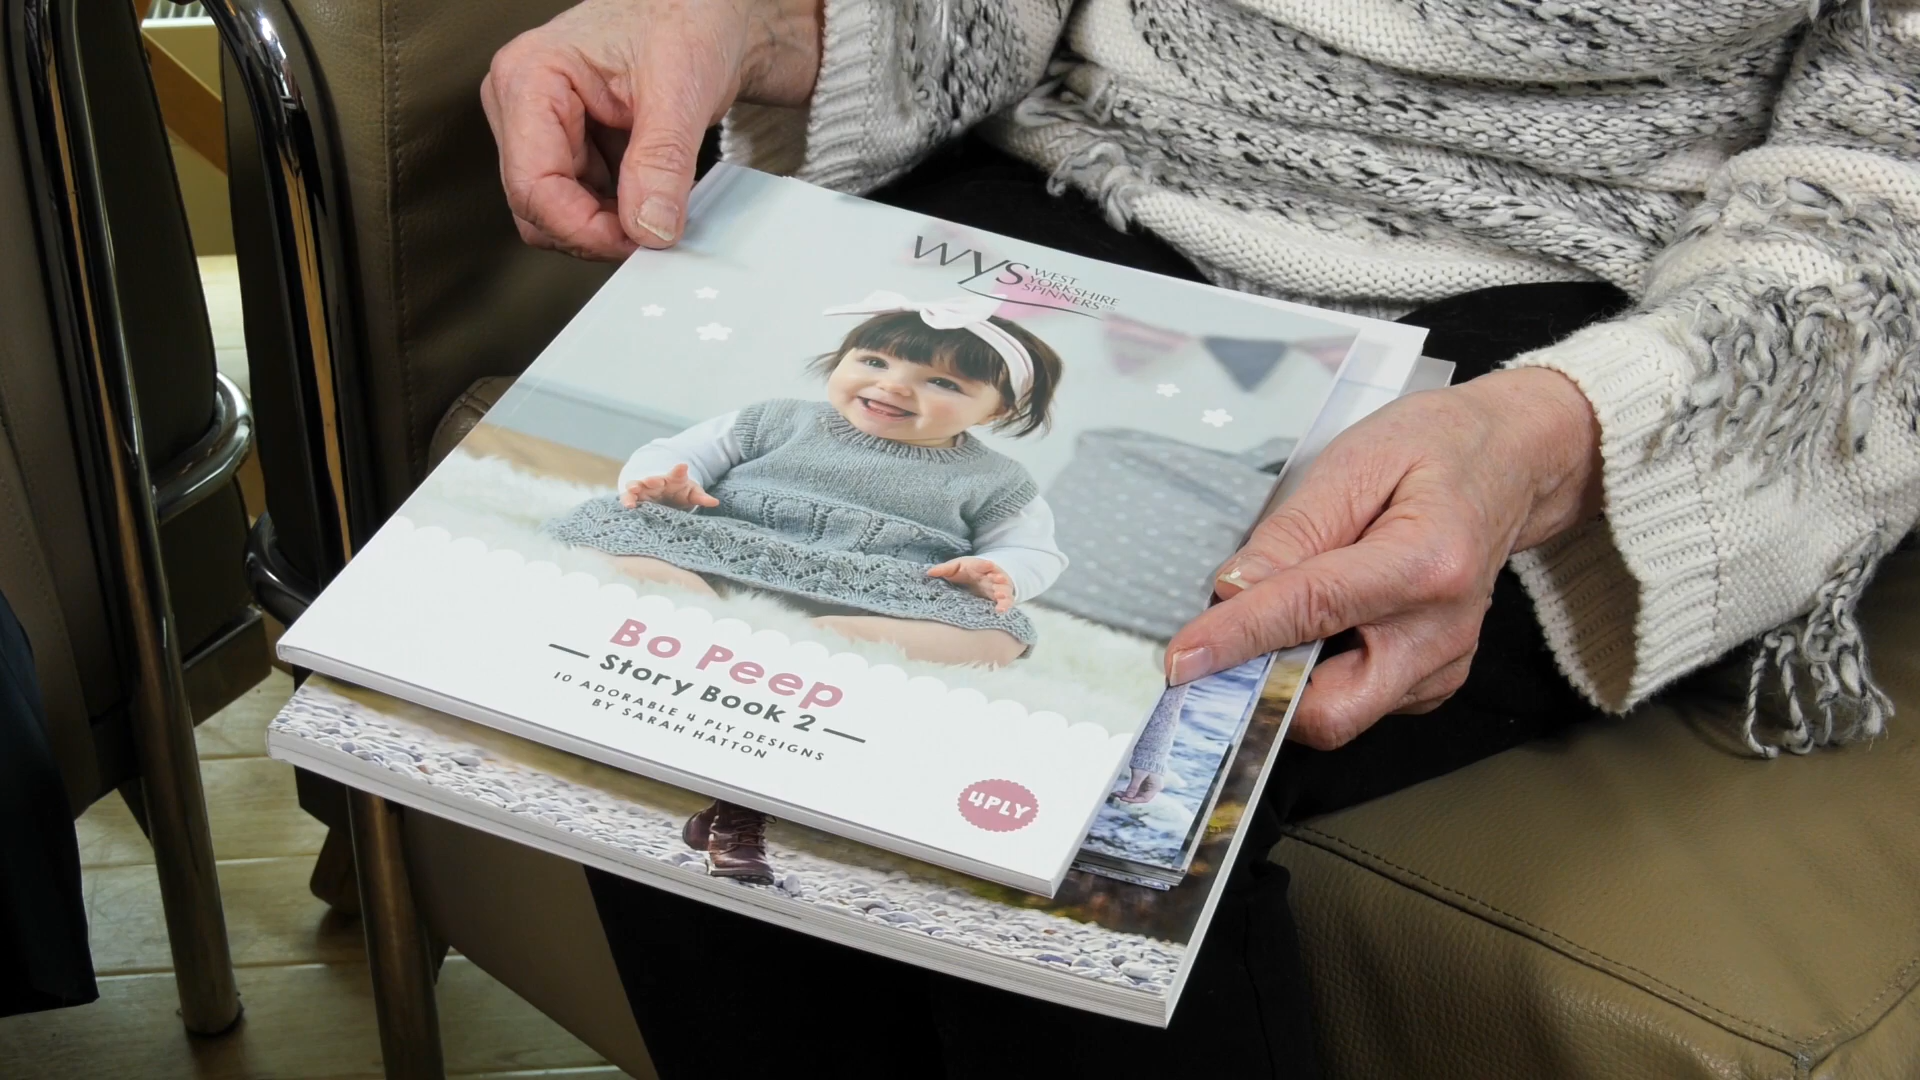 WYS WEST
YORKSHIRE
SPINNERS
Bo Peep
— Story Book 2 —
10 ADORABLE 4 PLY DESIGNS
BY SARAH HATTON
4PLY